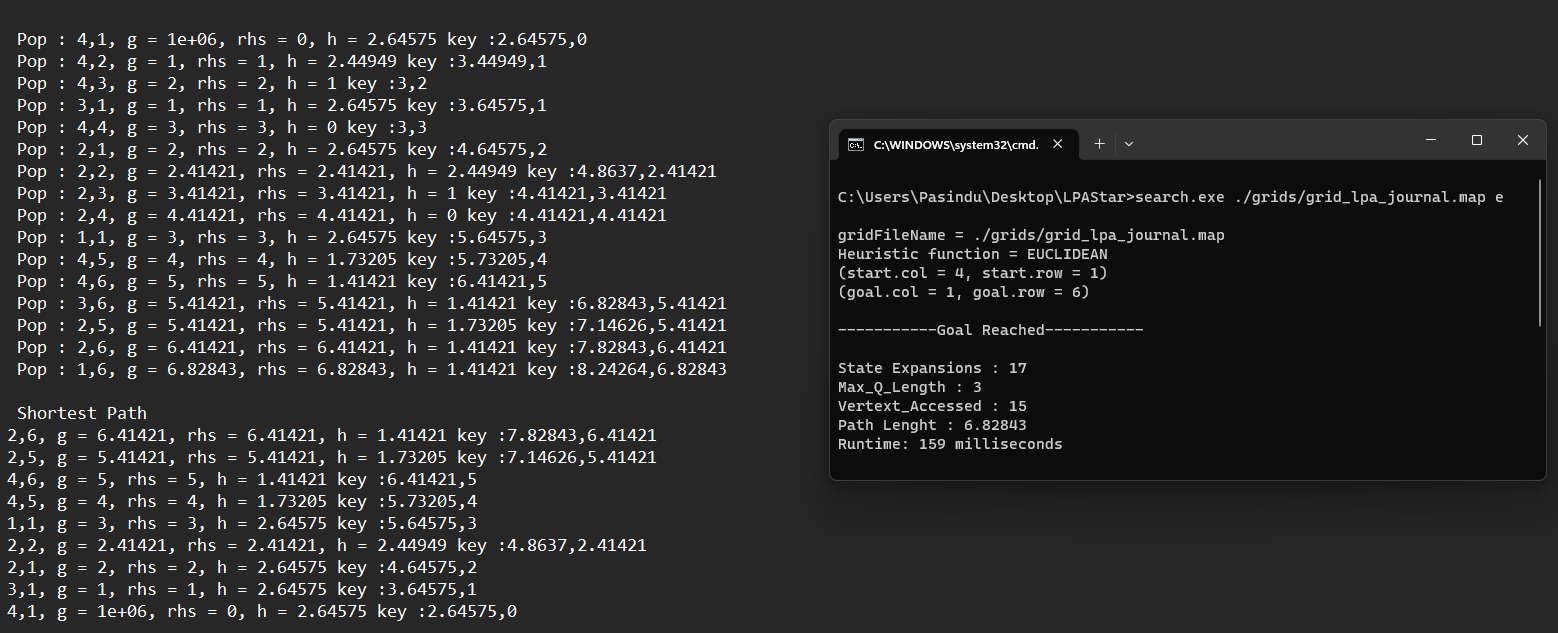 Pop : 4,1, g = 1e+06, rhs = 0, h = 2.64575 key :2.64575,0
Pop : 4,2, g = 1, rhs = 1, h = 2.44949 key :3.44949,1
Pop : 4,3, g = 2, rhs = 2, h = 1 key :3,2
Pop : 3,1, g = 1, rhs = 1, h = 2.64575 key :3.64575,1
Pop : 4,4, g = 3, rhs = 3, h = 0 key :3,3
Pop : 2,1, g = 2, rhs = 2, h = 2.64575 key :4.64575,2
Pop : 2,2, g = 2.41421, rhs = 2.41421, h = 2.44949 key :4.8637,2.41421
Pop : 2,3, g = 3.41421, rhs = 3.41421, h = 1 key :4.41421,3.41421
Pop : 2,4, g = 4.41421, rhs = 4.41421, h = 0 key :4.41421,4.41421
Pop : 1,1, g = 3, rhs = 3, h = 2.64575 key :5.64575,3
Pop : 4,5, g = 4, rhs = 4, h = 1.73205 key :5.73205,4
Pop : 4,6, g = 5, rhs = 5, h = 1.41421 key :6.41421,5
Pop : 3,6, g = 5.41421, rhs = 5.41421, h = 1.41421 key :6.82843,5.41421
Pop : 2,5, g = 5.41421, rhs = 5.41421, h = 1.73205 key :7.14626,5.41421
Pop : 2,6, g = 6.41421, rhs = 6.41421, h = 1.41421 key :7.82843,6.41421
Pop : 1,6, g = 6.82843, rhs = 6.82843, h = 1.41421 key :8.24264,6.82843
Shortest Path
2,6, g = 6.41421, rhs = 6.41421, h = 1.41421 key :7.82843,6.41421
2,5, g = 5.41421, rhs = 5.41421, h = 1.73205 key :7.14626,5.41421
4,6, g = 5, rhs = 5, h = 1.41421 key :6.41421,5
4,5, g = 4, rhs = 4, h = 1.73205 key :5.73205,4
1,1, g = 3, rhs = 3, h = 2.64575 key :5.64575,3
2,2, g = 2.41421, rhs = 2.41421, h = 2.44949 key :4.8637,2.41421
2,1, g = 2, rhs = 2, h = 2.64575 key :4.64575,2
3,1, g = 1, rhs = 1, h = 2.64575 key :3.64575,1
4,1, g = 1e+06, rhs = 0, h = 2.64575 key :2.64575,0
C:\WINDOWS\system32\cmd.
C:\Users\Pasindu\Desktop\LPAStar>search.exe ./grids/grid_lpa_journal.map e
gridFileName = ./grids/grid_lpa_journal.map
Heuristic function = EUCLIDEAN
(start.col = 4, start.row = 1)
(goal.col = 1, goal.row = 6)
-----------Goal Reached-----------
State Expansions : 17
Max_Q_Length : 3
Vertext_Accessed : 15
Path Lenght : 6.82843
Runtime: 159 milliseconds